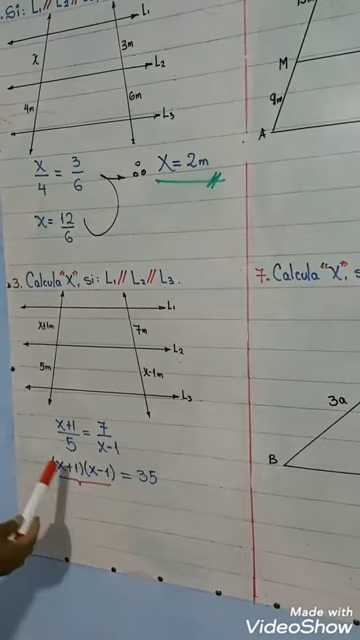 . Si: L₁ // L₂ //
L₁
x
3m
L₂
4m
6m
L₃
x/4 = 3/6
∴ X = 2m
x = 12/6
M
9m
A
3. Calcula "X", si: L₁ // L₂ // L₃.
L₁
x+1m
7m
L₂
5m
x-1m
L₃
x+1/5 = 7/x-1
(x+1)(x-1) = 35
7. Calcula "X", s
3a
B
Made with
VideoShow